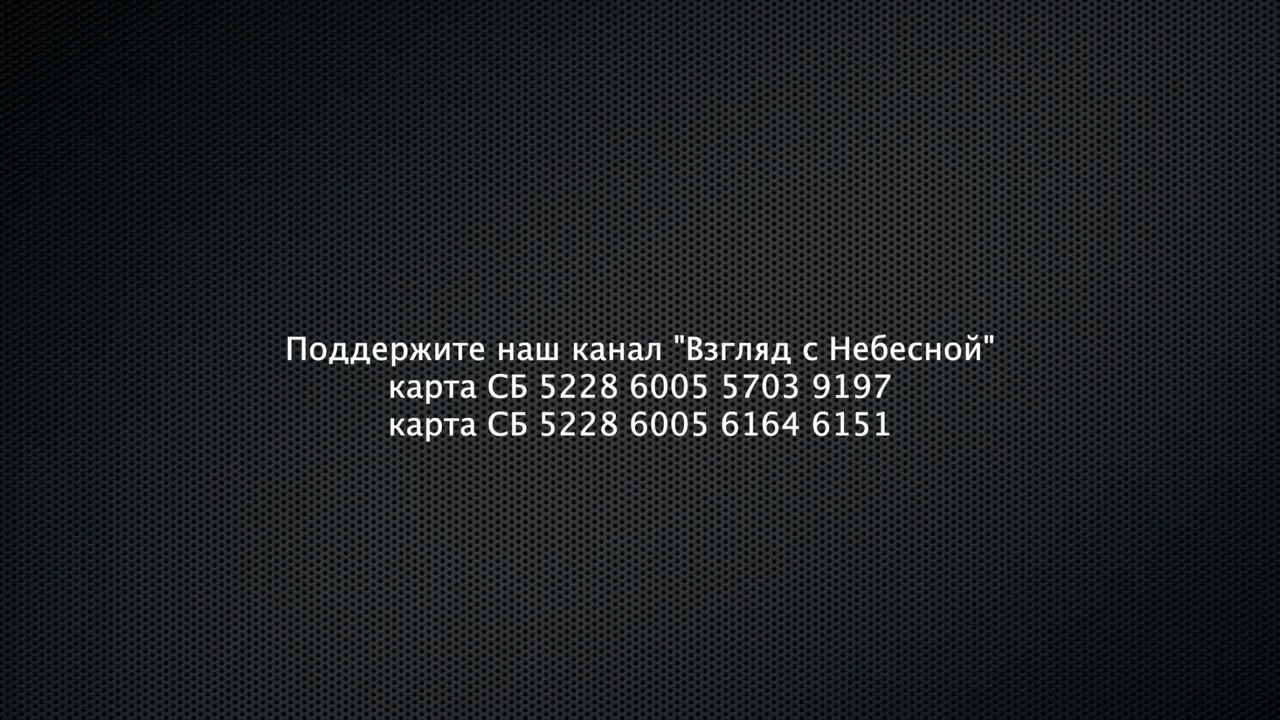 Поддержите наш канал "Взгляд с Небесной"
карта СБ 5228 6005 5703 9197
карта СБ 5228 6005 6164 6151